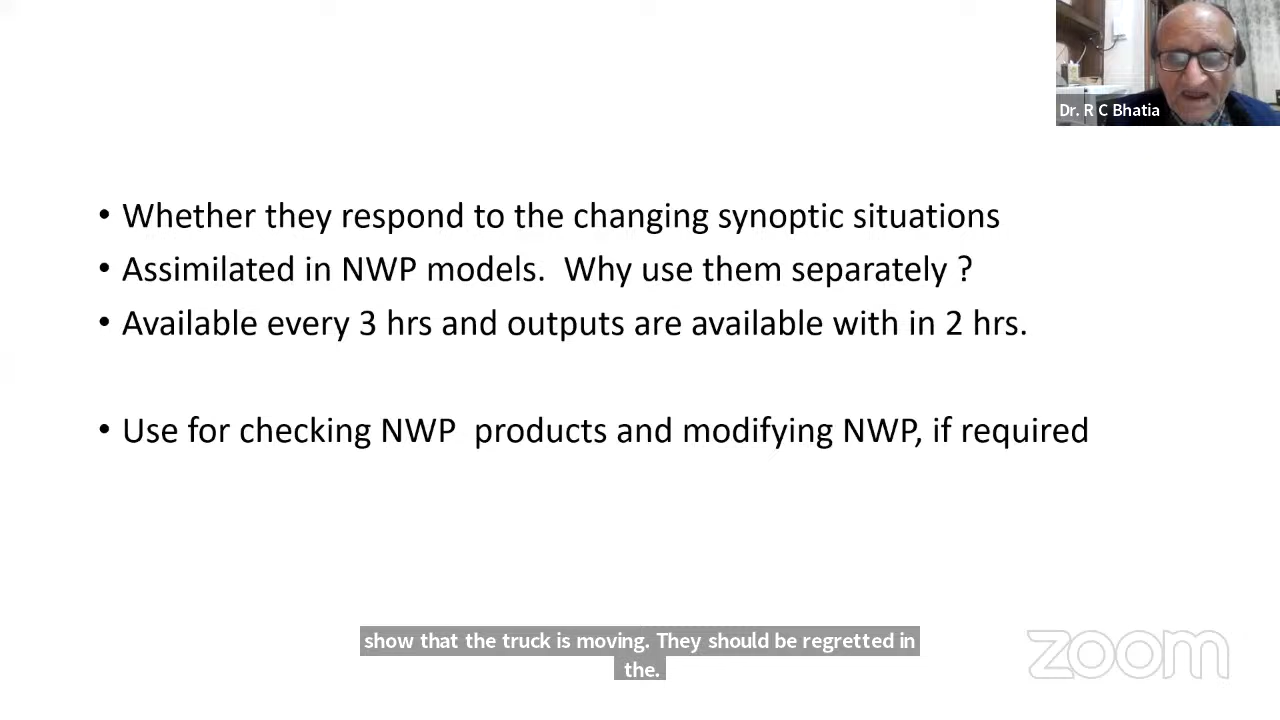 Dr. R C Bhatia
• Whether they respond to the changing synoptic situations
• Assimilated in NWP models.  Why use them separately ?
• Available every 3 hrs and outputs are available with in 2 hrs.
• Use for checking NWP  products and modifying NWP, if required
show that the truck is moving. They should be regretted in
the.
zoom